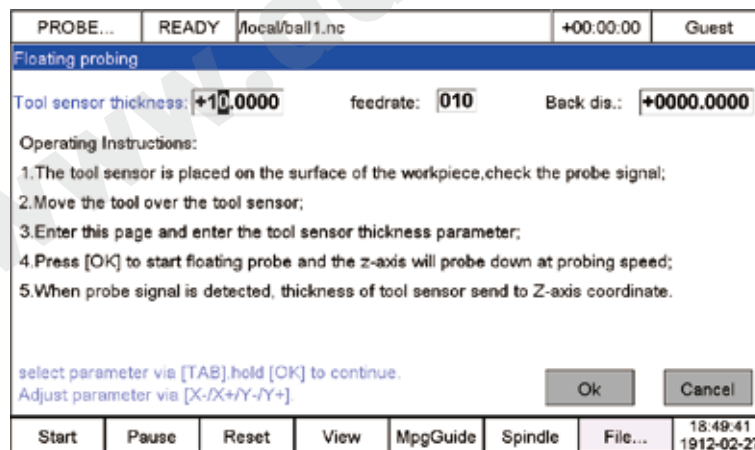 PROBE... READY /local/ball1.nc +00:00:00 Guest
Floating probing
Tool sensor thickness: +10.0000 feedrate: 010 Back dis.: +0000.0000
Operating Instructions:
1.The tool sensor is placed on the surface of the workpiece,check the probe signal;
2.Move the tool over the tool sensor;
3.Enter this page and enter the tool sensor thickness parameter;
4.Press [OK] to start floating probe and the z-axis will probe down at probing speed;
5.When probe signal is detected, thickness of tool sensor send to Z-axis coordinate.
select parameter via [TAB],hold [OK] to continue.
Adjust parameter via [X-/X+/Y-/Y+].
Ok Cancel
Start Pause Reset View MpgGuide Spindle File... 18:49:41